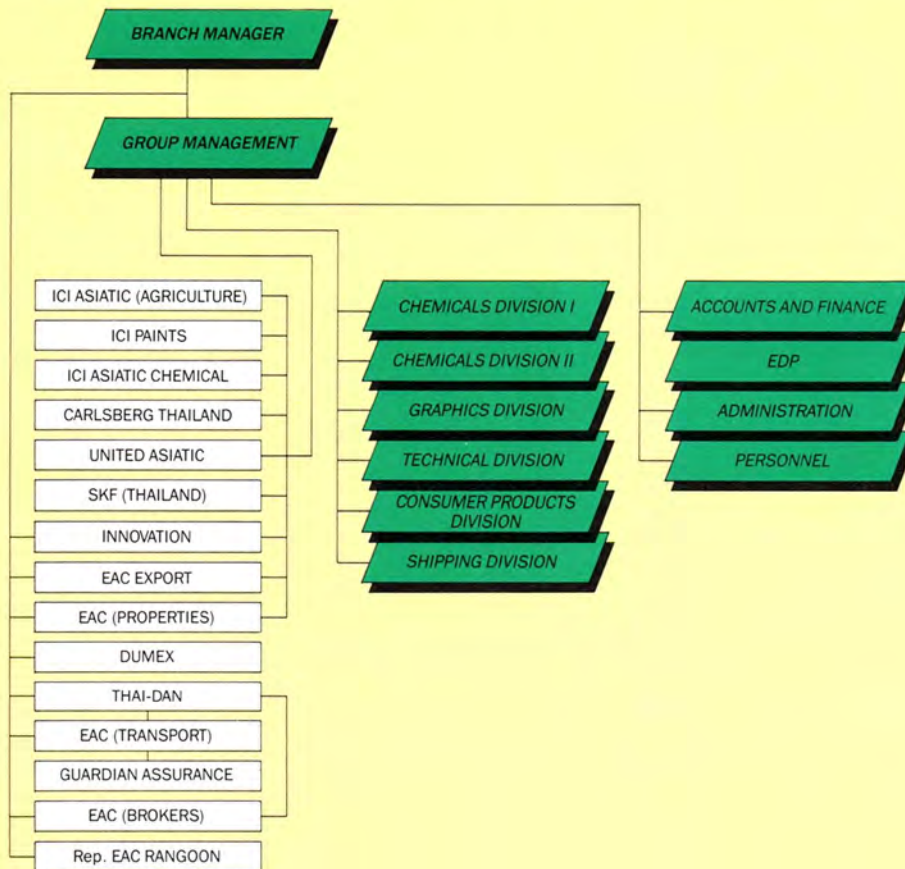 BRANCH MANAGER
GROUP MANAGEMENT
ICI ASIATIC (AGRICULTURE)
ICI PAINTS
ICI ASIATIC CHEMICAL
CARLSBERG THAILAND
UNITED ASIATIC
SKF (THAILAND)
INNOVATION
EAC EXPORT
EAC (PROPERTIES)
DUMEX
THAI-DAN
EAC (TRANSPORT)
GUARDIAN ASSURANCE
EAC (BROKERS)
Rep. EAC RANGOON
CHEMICALS DIVISION I
CHEMICALS DIVISION II
GRAPHICS DIVISION
TECHNICAL DIVISION
CONSUMER PRODUCTS
DIVISION
SHIPPING DIVISION
ACCOUNTS AND FINANCE
EDP
ADMINISTRATION
PERSONNEL